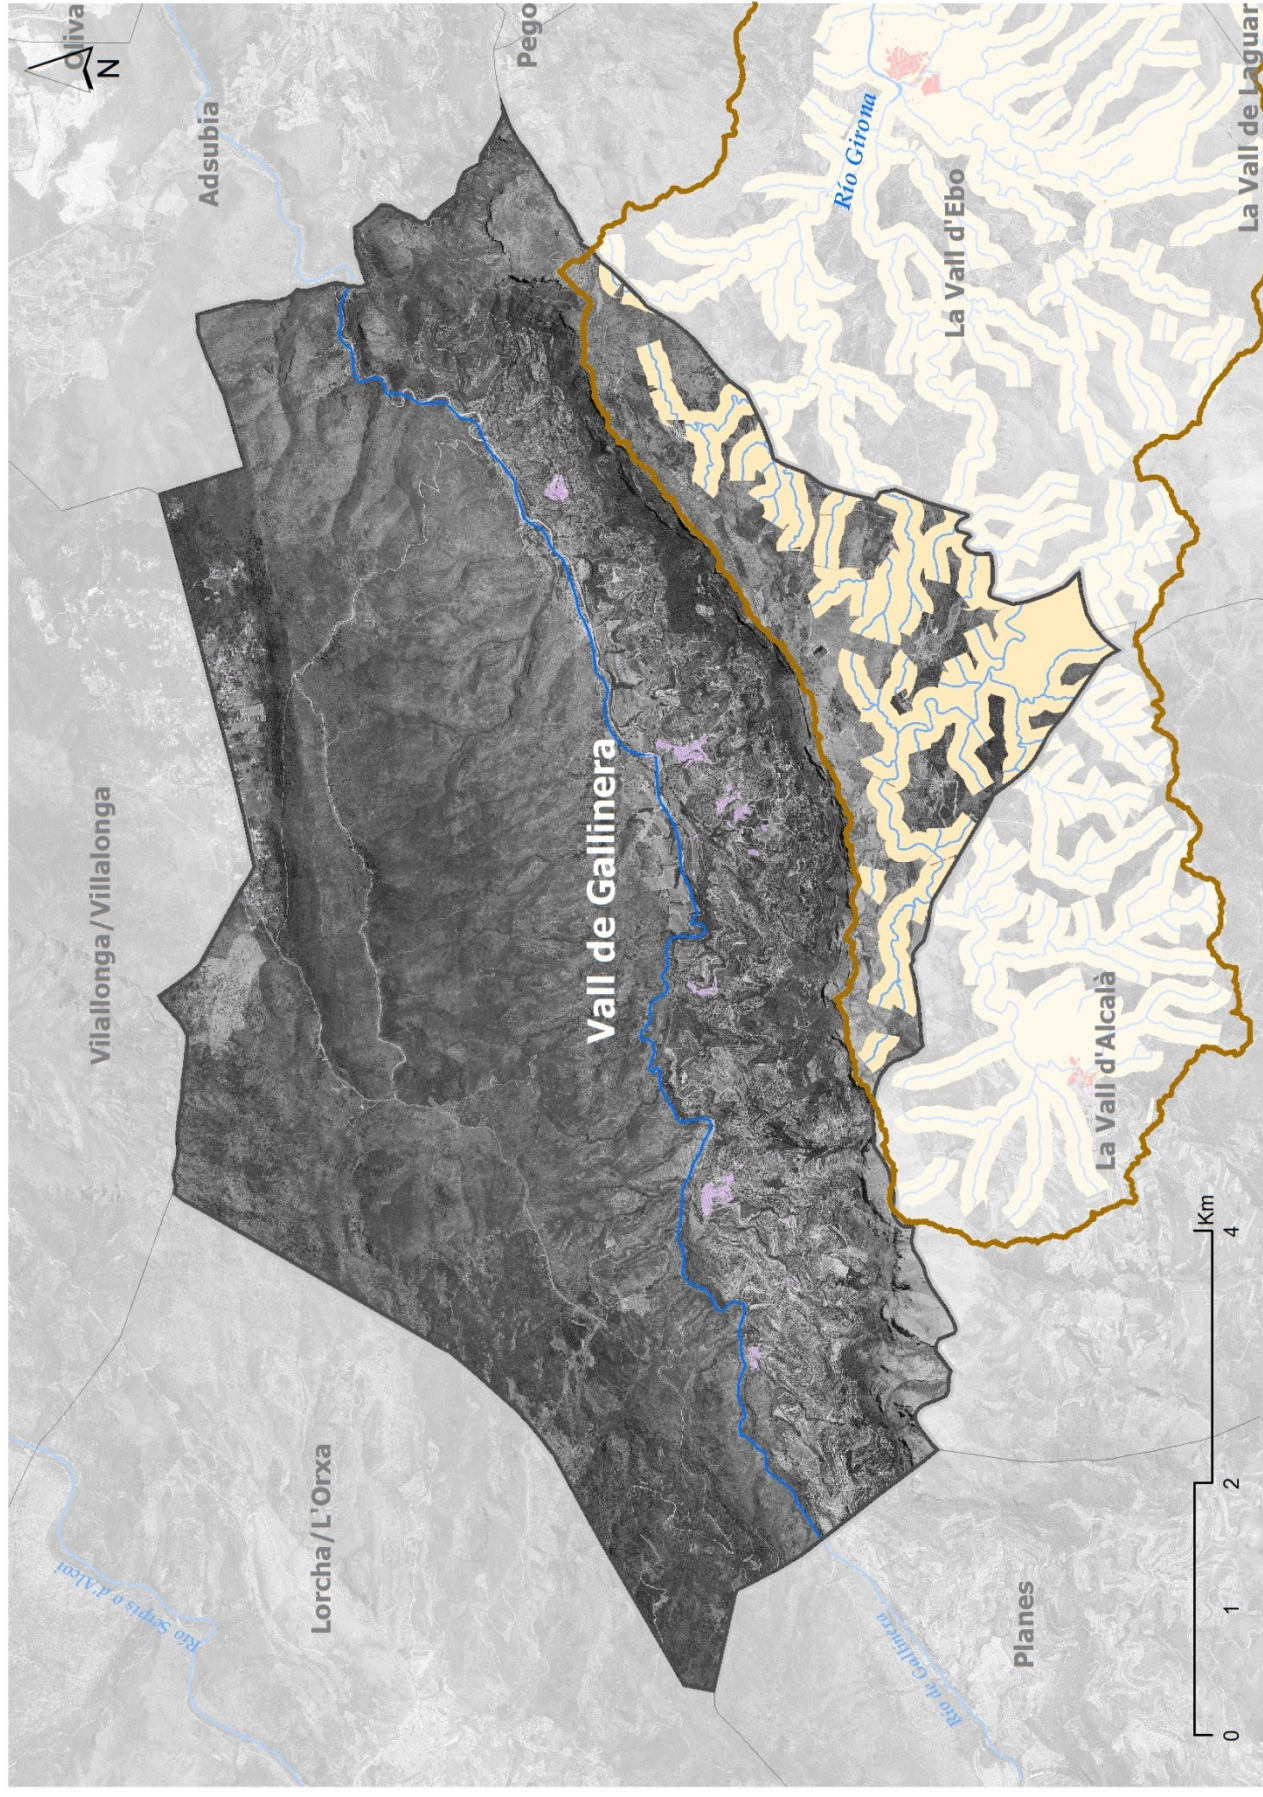 Oliva
N
Adsubia
Pego
Vilallonga/Villalonga
Río Girona
La Vall d'Ebo
La Vall de Laguar
Vall de Gallinera
La Vall d'Alcalà
Lorcha/L'Orxa
Río Serpis o d'Alcoi
Río de Gallinera
Planes
0 1 2 4
Km